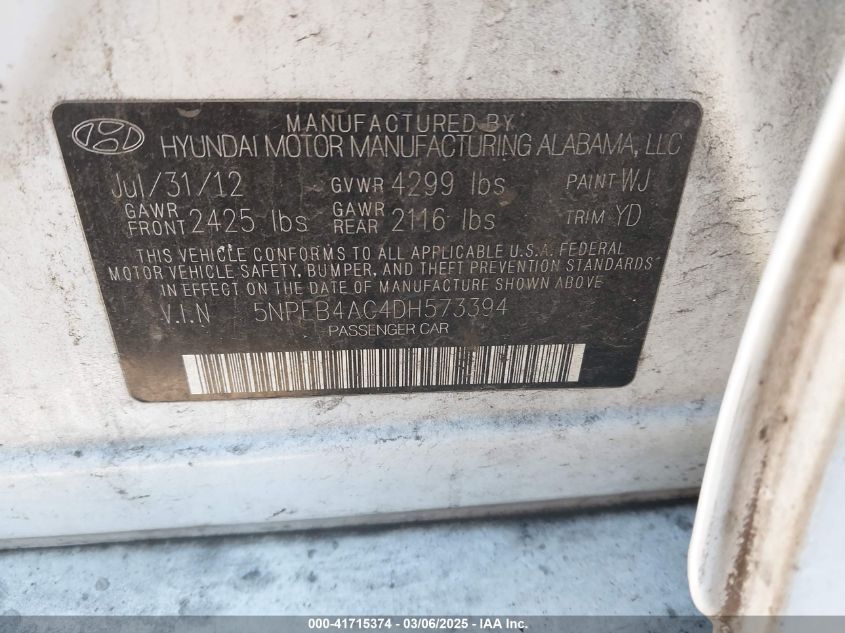 MANUFACTURED BY
HYUNDAI MOTOR MANUFACTURING ALABAMA, LLC
Jul/31/12 GVWR 4299 lbs PAINT WJ
GAWR FRONT 2425 lbs GAWR REAR 2116 lbs TRIM YD
THIS VEHICLE CONFORMS TO ALL APPLICABLE U.S.A. FEDERAL
MOTOR VEHICLE SAFETY, BUMPER, AND THEFT PREVENTION STANDARDS
IN EFFECT ON THE DATE OF MANUFACTURE SHOWN ABOVE
V.I.N 5NPEB4AC4DH573394
PASSENGER CAR
000-41715374 - 03/06/2025 - IAA Inc.